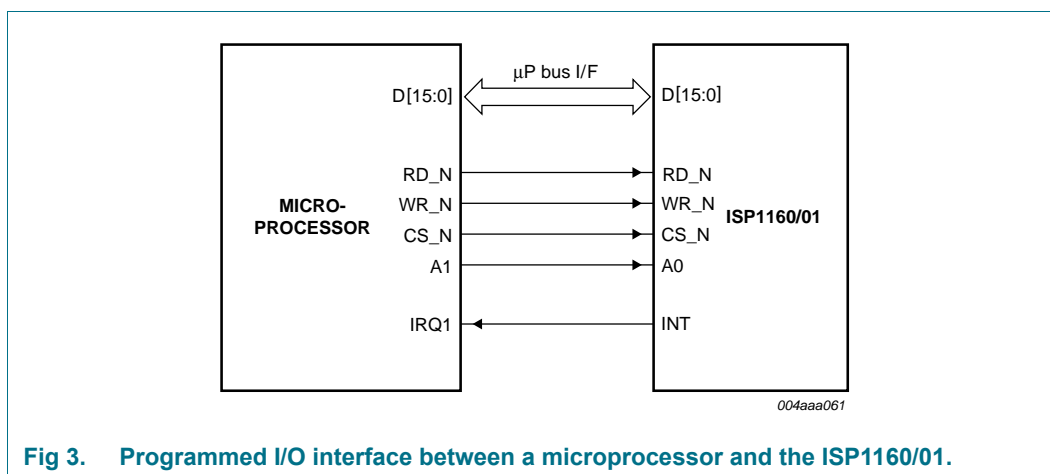 μP bus I/F
D[15:0] D[15:0]
RD_N RD_N
MICRO-
PROCESSOR
WR_N WR_N
ISP1160/01
CS_N CS_N
A1 A0
IRQ1 INT
004aaa061
Fig 3. Programmed I/O interface between a microprocessor and the ISP1160/01.